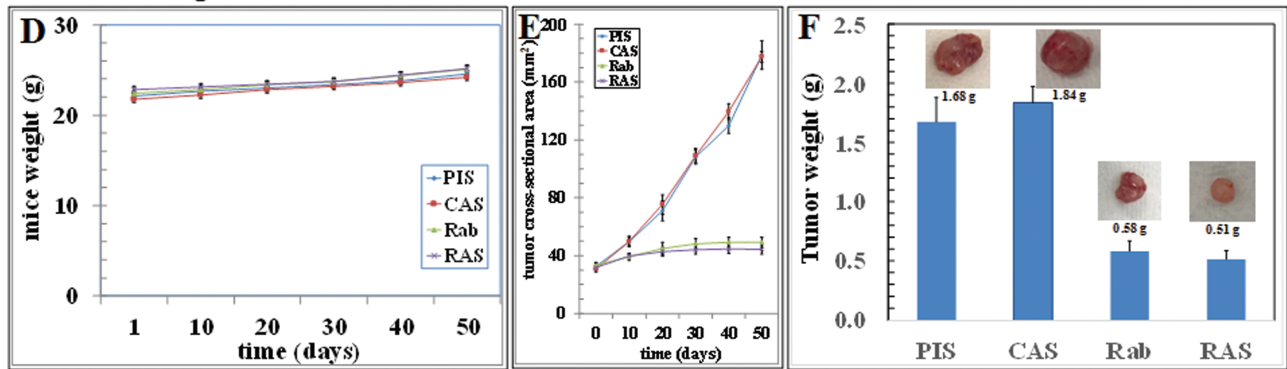 D
30
20
10
0
mice weight (g)
PIS
CAS
Rab
RAS
1 10 20 30 40 50
time (days)
E
200
160
120
80
40
0
tumor cross-sectional area (mm²)
PIS
CAS
Rab
RAS
0 10 20 30 40 50
time (days)
F
2.5
2.0
1.5
1.0
0.5
0.0
Tumor weight (g)
1.68 g
1.84 g
0.58 g
0.51 g
PIS CAS Rab RAS